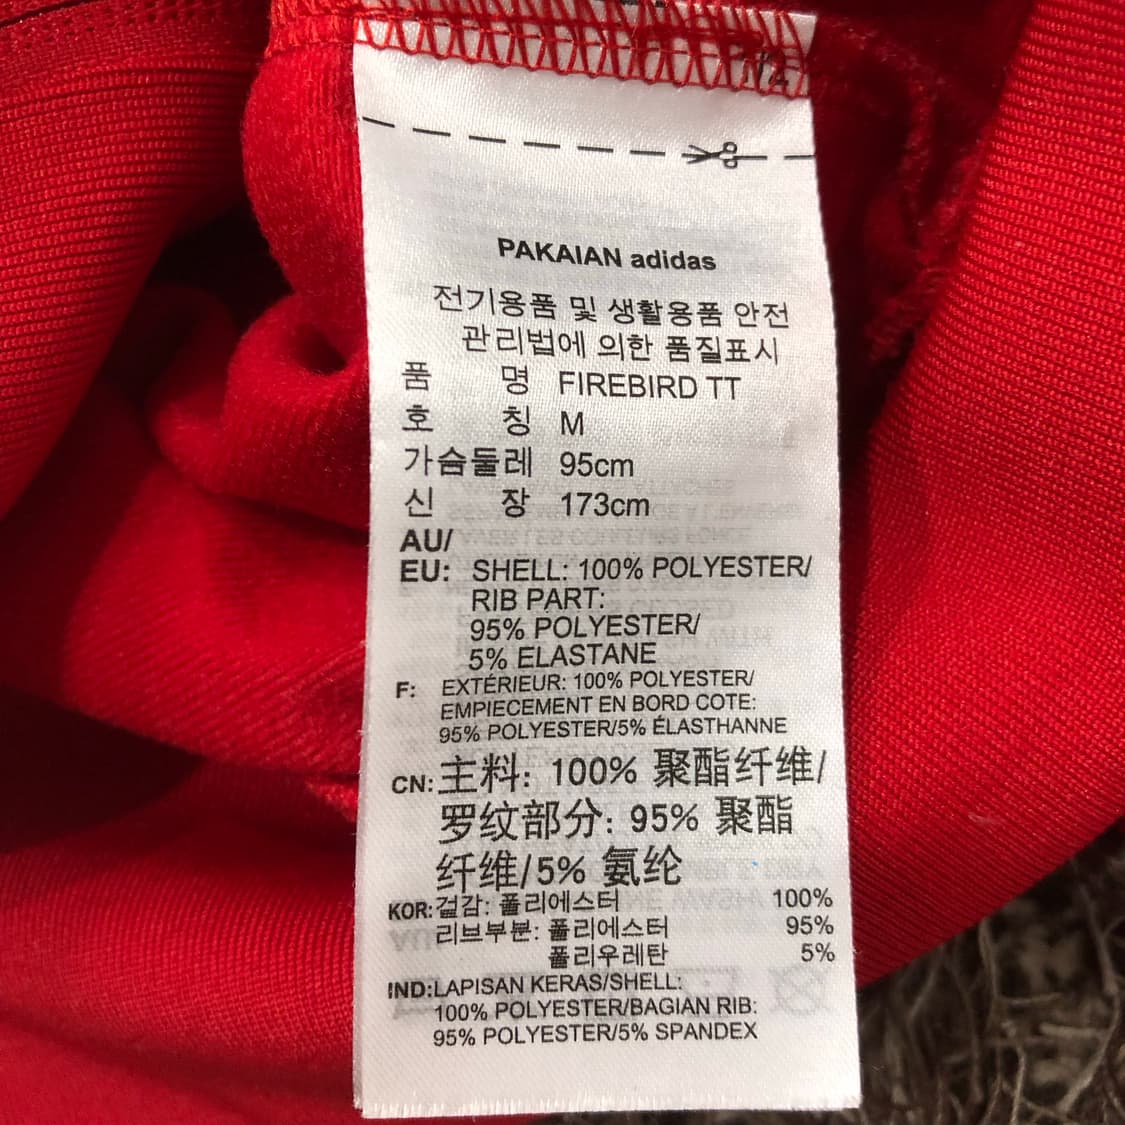 PAKAIAN adidas
전기용품 및 생활용품 안전
관리법에 의한 품질표시
품 명 FIREBIRD TT
호 칭 M
가슴둘레 95cm
신 장 173cm
AU/
EU: SHELL: 100% POLYESTER/
RIB PART:
95% POLYESTER/
5% ELASTANE
F: EXTÉRIEUR: 100% POLYESTER/
EMPIECEMENT EN BORD COTE:
95% POLYESTER/5% ÉLASTHANNE
CN: 主料: 100% 聚酯纤维/
罗纹部分: 95% 聚酯
纤维/5% 氨纶
KOR: 겉감: 폴리에스터 100%
리브부분: 폴리에스터 95%
폴리우레탄 5%
IND: LAPISAN KERAS/SHELL:
100% POLYESTER/BAGIAN RIB:
95% POLYESTER/5% SPANDEX